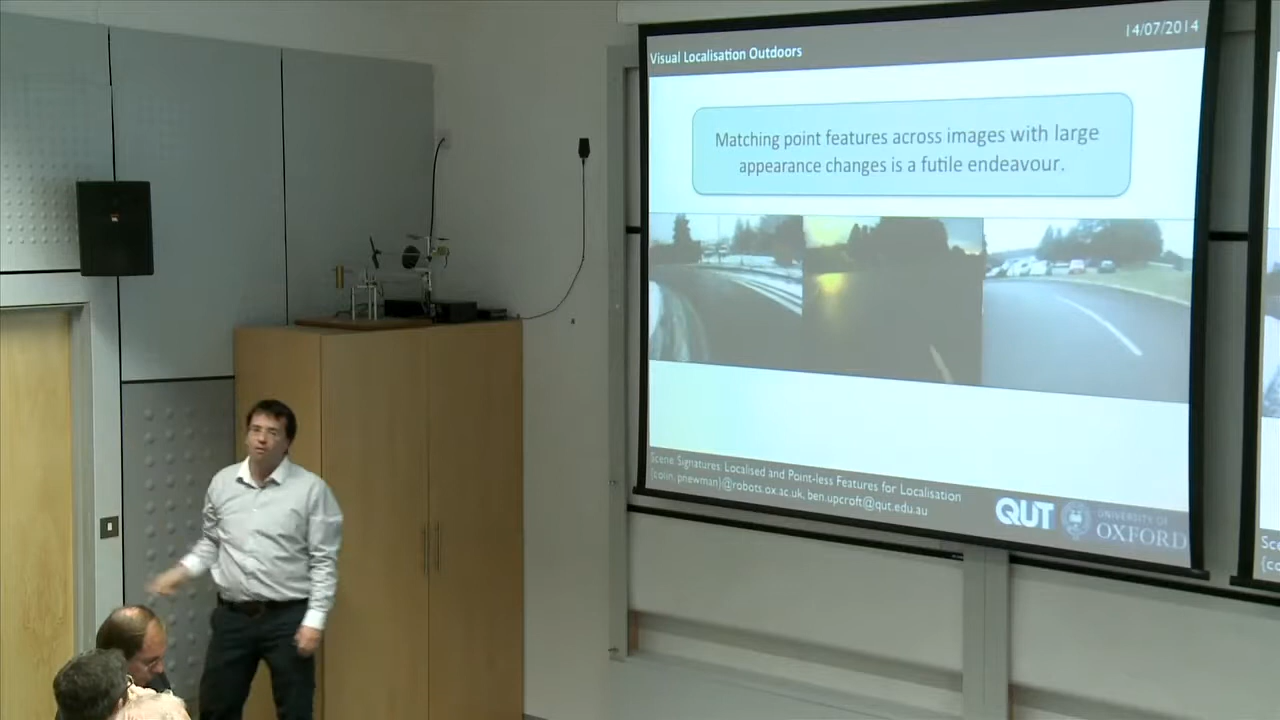 Visual Localisation Outdoors
14/07/2014
Matching point features across images with large
appearance changes is a futile endeavour.
Scene Signatures: Localised and Point-less Features for Localisation
{colin, pnewman}@robots.ox.ac.uk, ben.upcroft@qut.edu.au
QUT
UNIVERSITY OF
OXFORD
Sc
{co